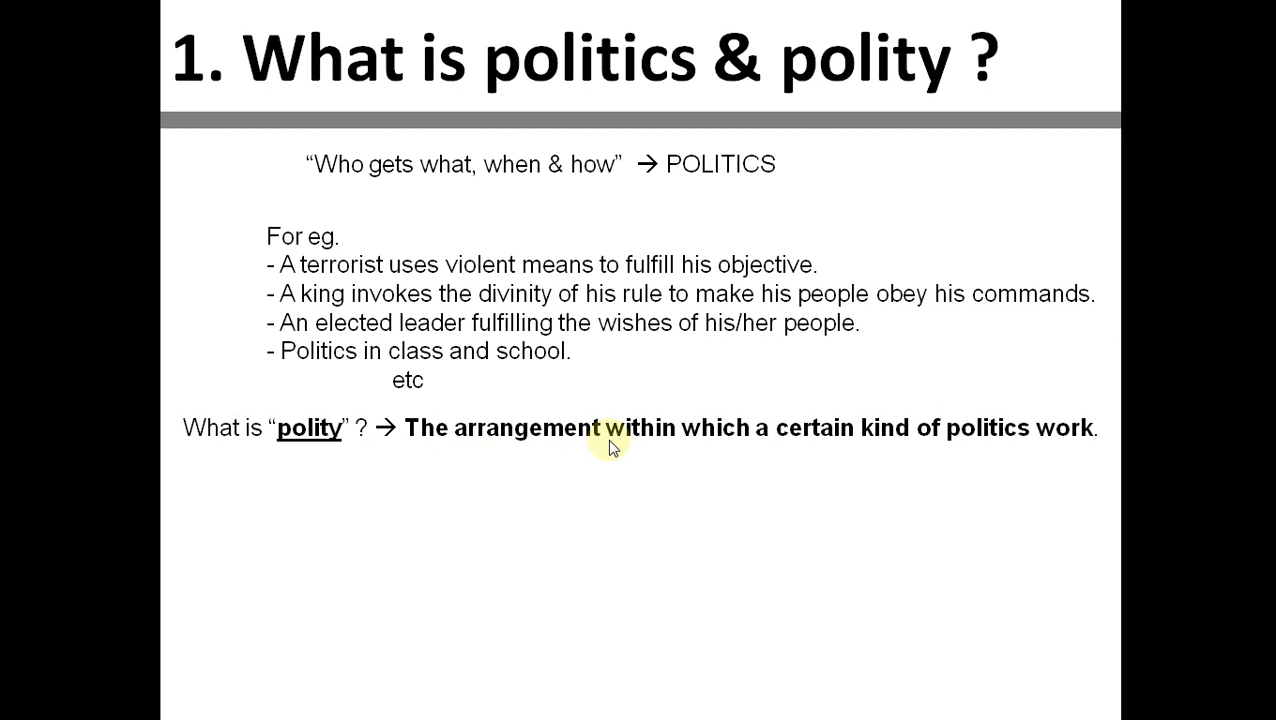 1. What is politics & polity ?
“Who gets what, when & how” → POLITICS
For eg.
- A terrorist uses violent means to fulfill his objective.
- A king invokes the divinity of his rule to make his people obey his commands.
- An elected leader fulfilling the wishes of his/her people.
- Politics in class and school.
etc
What is “polity” ? → The arrangement within which a certain kind of politics work.